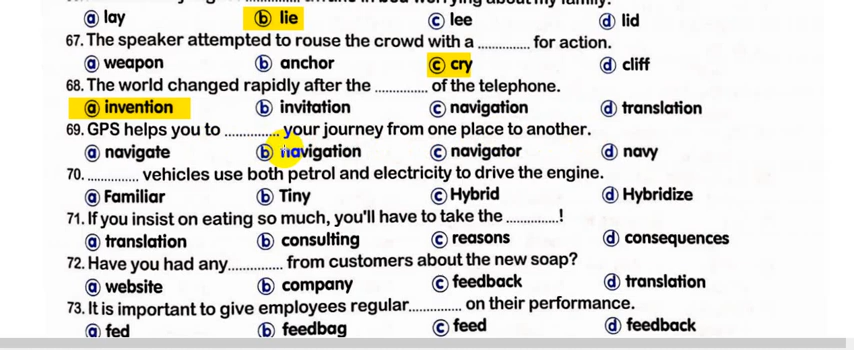 ⓐ lay ⓑ lie ⓒ lee ⓓ lid
67. The speaker attempted to rouse the crowd with a .............. for action.
ⓐ weapon ⓑ anchor ⓒ cry ⓓ cliff
68. The world changed rapidly after the .............. of the telephone.
ⓐ invention ⓑ invitation ⓒ navigation ⓓ translation
69. GPS helps you to .............. your journey from one place to another.
ⓐ navigate ⓑ navigation ⓒ navigator ⓓ navy
70. .............. vehicles use both petrol and electricity to drive the engine.
ⓐ Familiar ⓑ Tiny ⓒ Hybrid ⓓ Hybridize
71. If you insist on eating so much, you'll have to take the ..............!
ⓐ translation ⓑ consulting ⓒ reasons ⓓ consequences
72. Have you had any.............. from customers about the new soap?
ⓐ website ⓑ company ⓒ feedback ⓓ translation
73. It is important to give employees regular.............. on their performance.
ⓐ fed ⓑ feedbag ⓒ feed ⓓ feedback